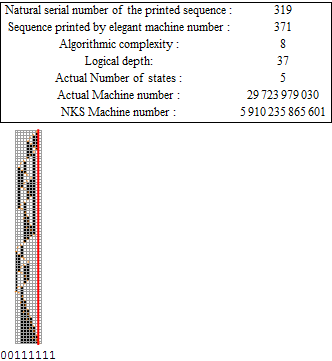 Natural serial number of the printed sequence : 319
Sequence printed by elegant machine number : 371
Algorithmic complexity : 8
Logical depth: 37
Actual Number of states : 5
Actual Machine number : 29 723 979 030
NKS Machine number : 5 910 235 865 601
00111111